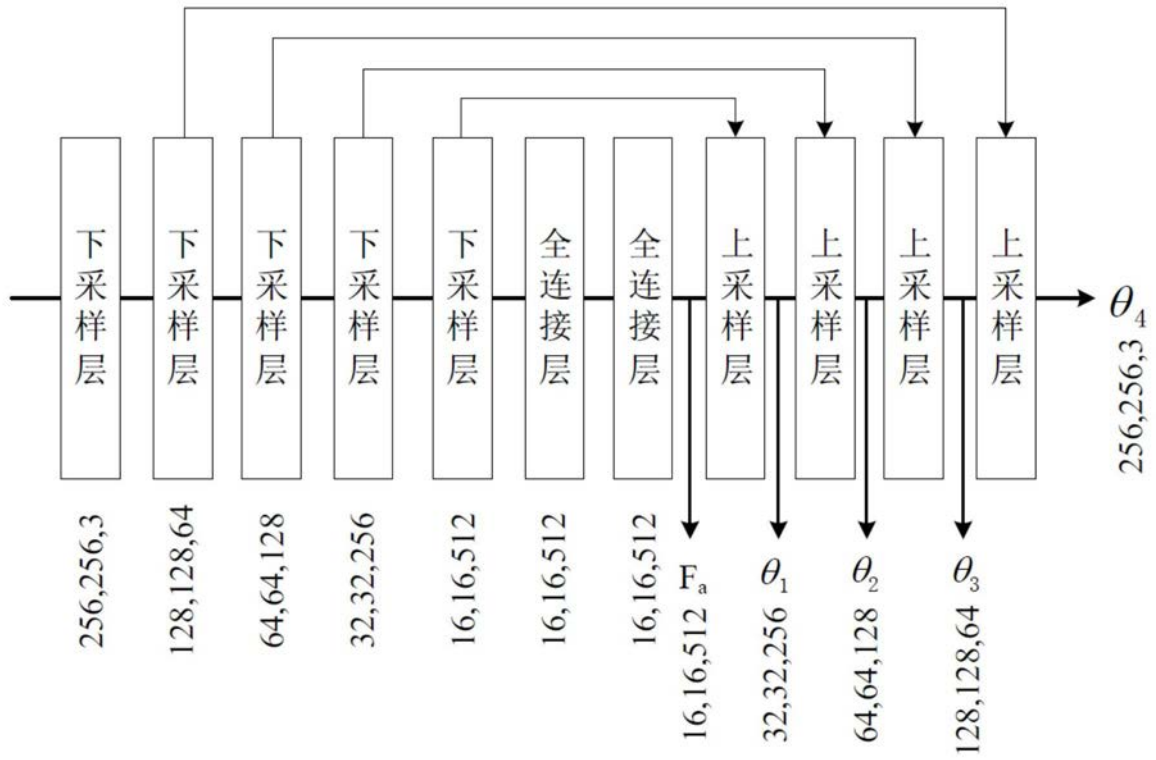 下采样层
下采样层
下采样层
下采样层
下采样层
全连接层
全连接层
上采样层
上采样层
上采样层
上采样层
θ4
256,256,3
256,256,3
128,128,64
64,64,128
32,32,256
16,16,512
16,16,512
16,16,512
Fa
16,16,512
θ1
32,32,256
θ2
64,64,128
θ3
128,128,64